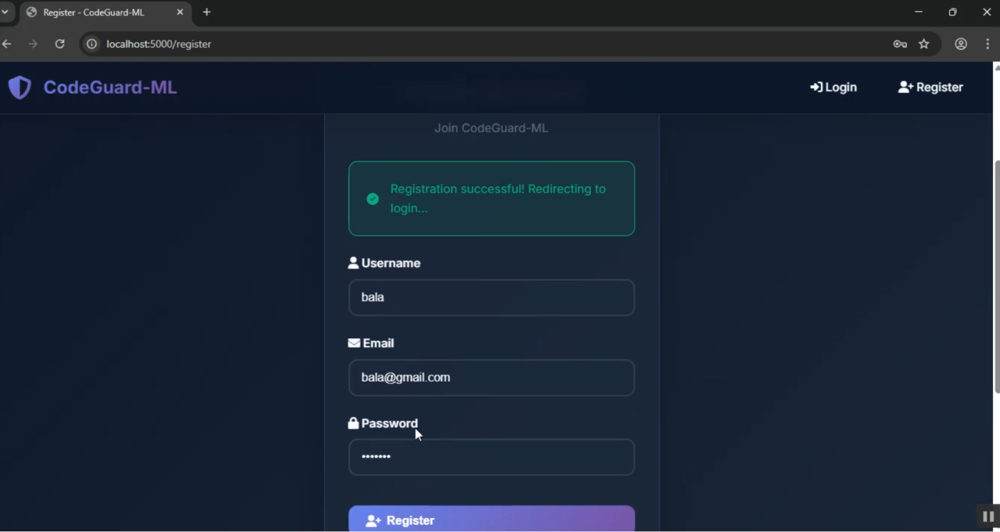 Register - CodeGuard-ML
localhost:5000/register
CodeGuard-ML
Login
Register
Join CodeGuard-ML
Registration successful! Redirecting to
login...
Username
bala
Email
bala@gmail.com
Password
•••••••
Register